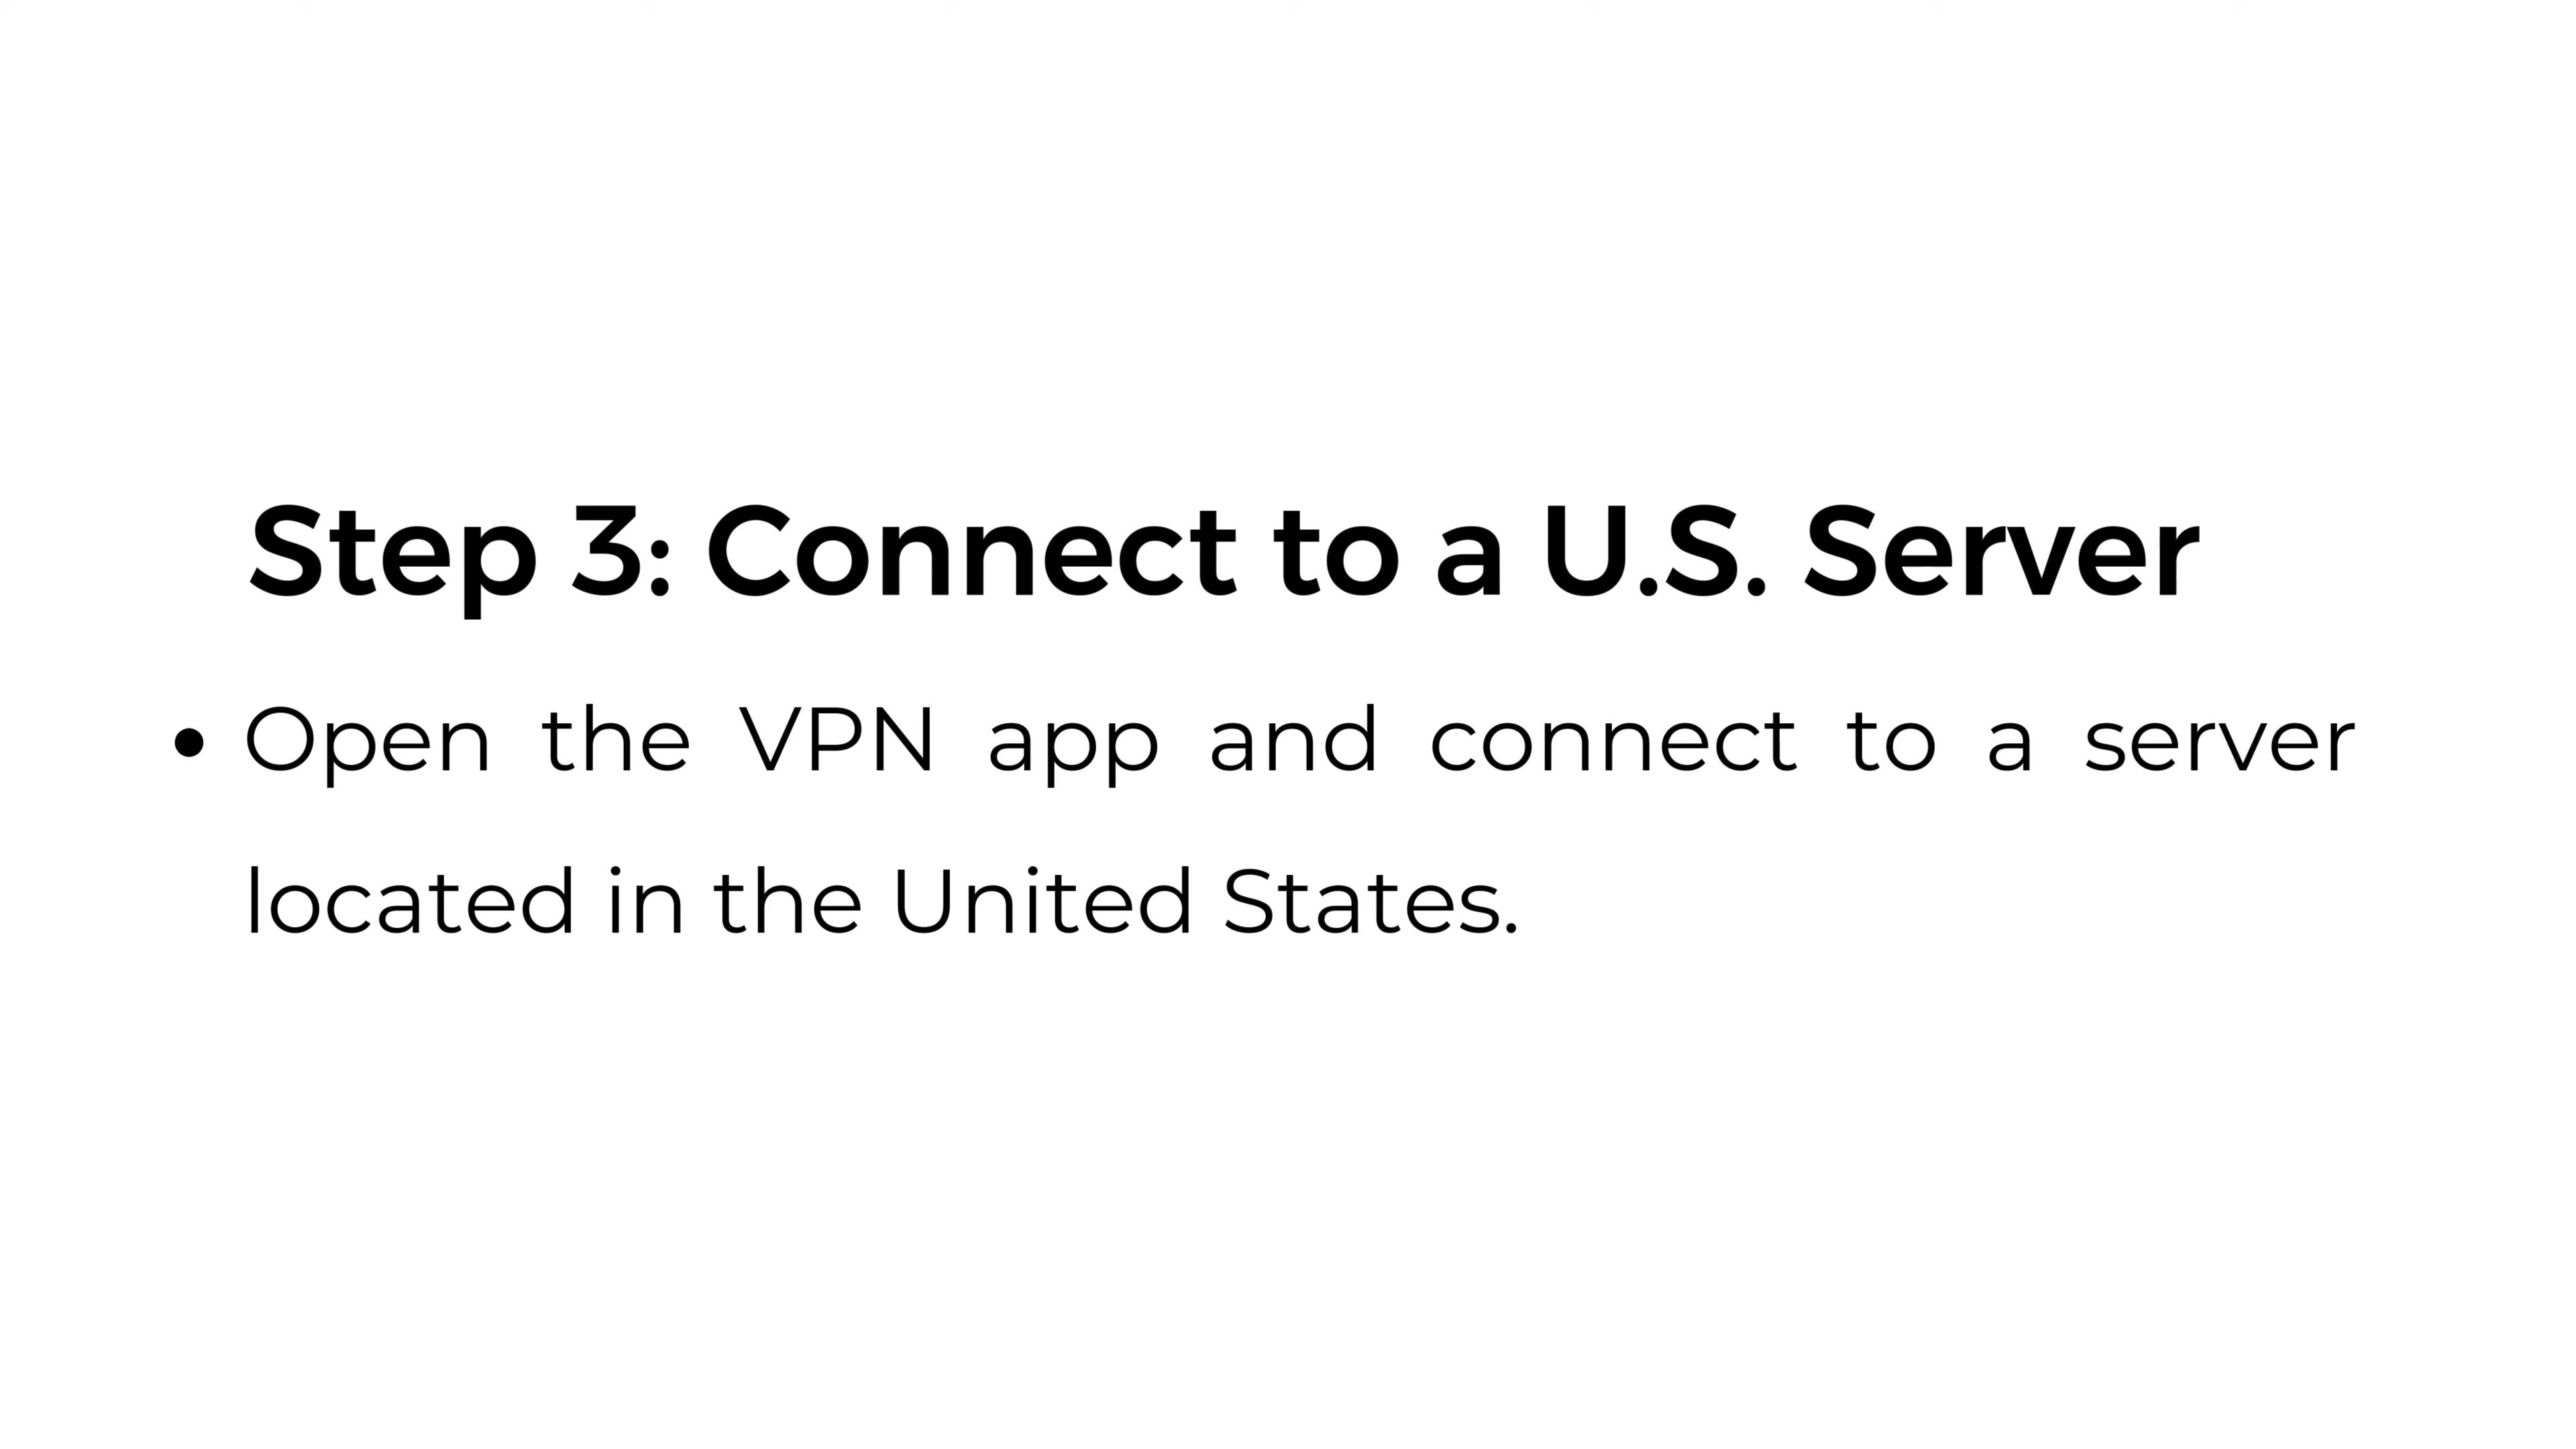 Step 3: Connect to a U.S. Server
• Open the VPN app and connect to a server
located in the United States.